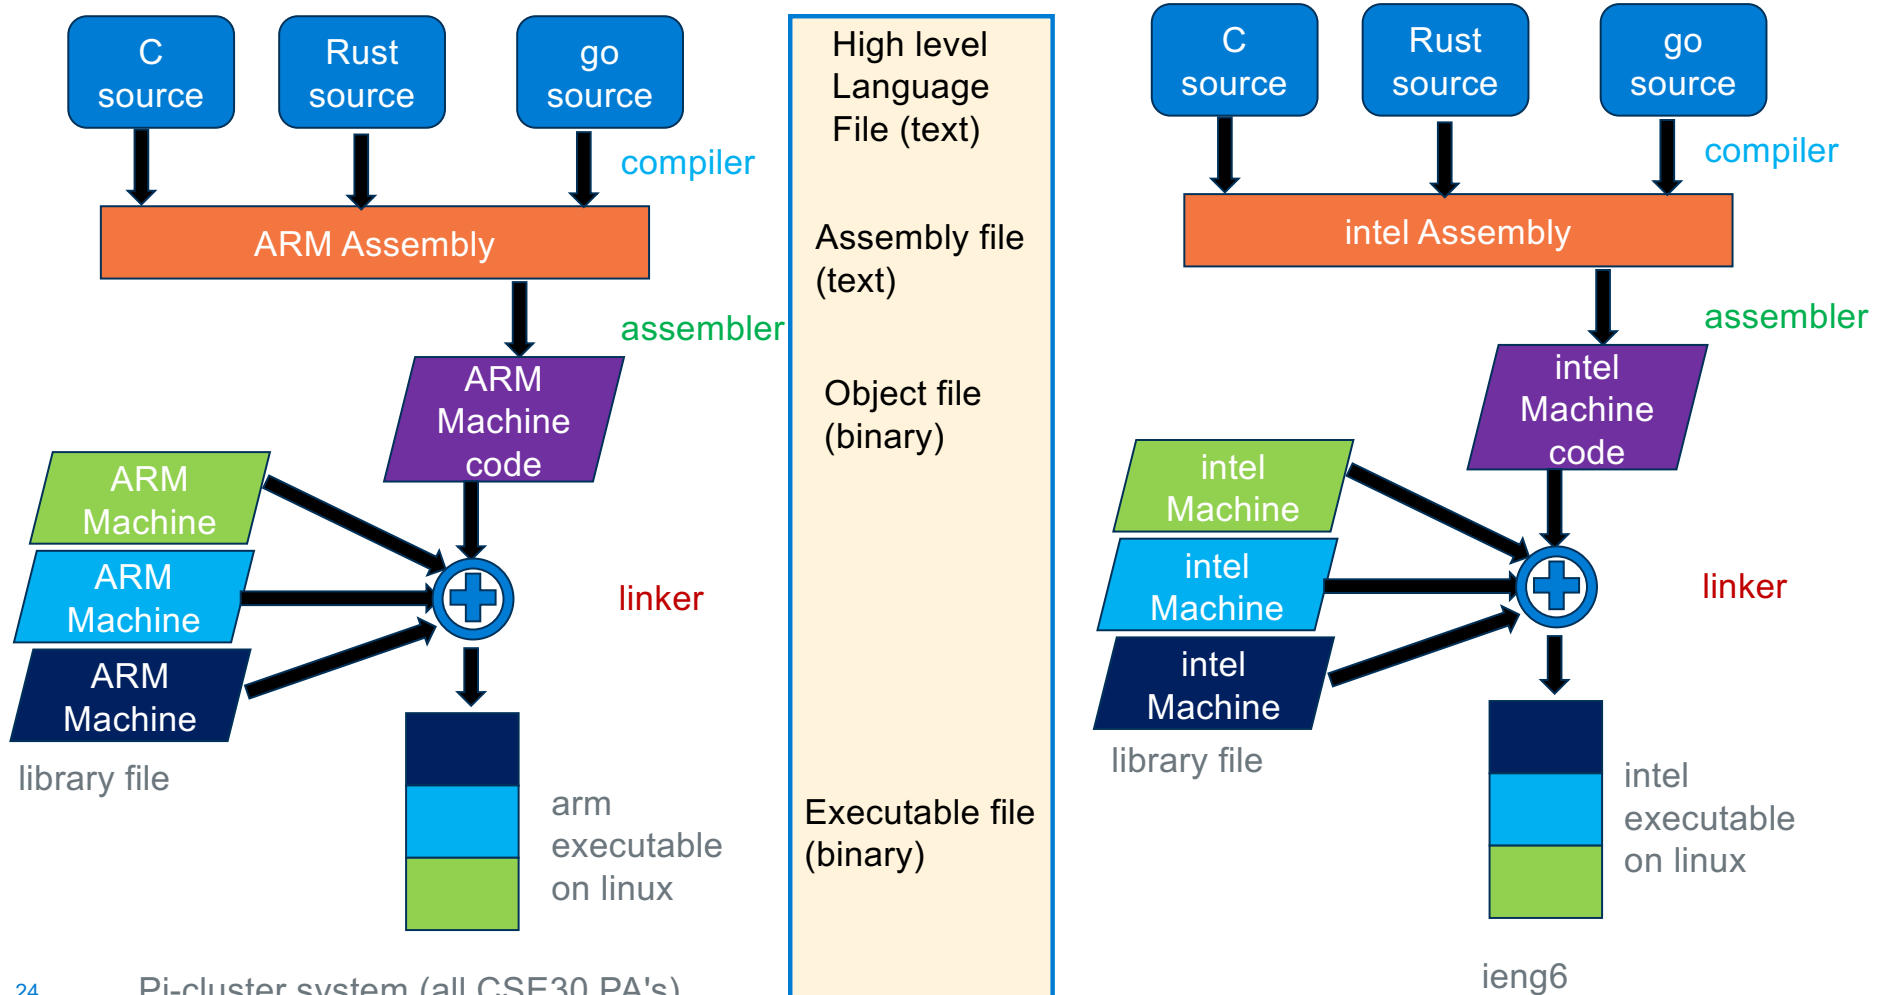 C
source
Rust
source
go
source
compiler
ARM Assembly
assembler
ARM
Machine
code
ARM
Machine
ARM
Machine
ARM
Machine
library file
linker
arm
executable
on linux
24
Pi-cluster system (all CSE30 PA's)
High level
Language
File (text)
Assembly file
(text)
Object file
(binary)
Executable file
(binary)
C
source
Rust
source
go
source
compiler
intel Assembly
assembler
intel
Machine
code
intel
Machine
intel
Machine
intel
Machine
library file
linker
intel
executable
on linux
ieng6